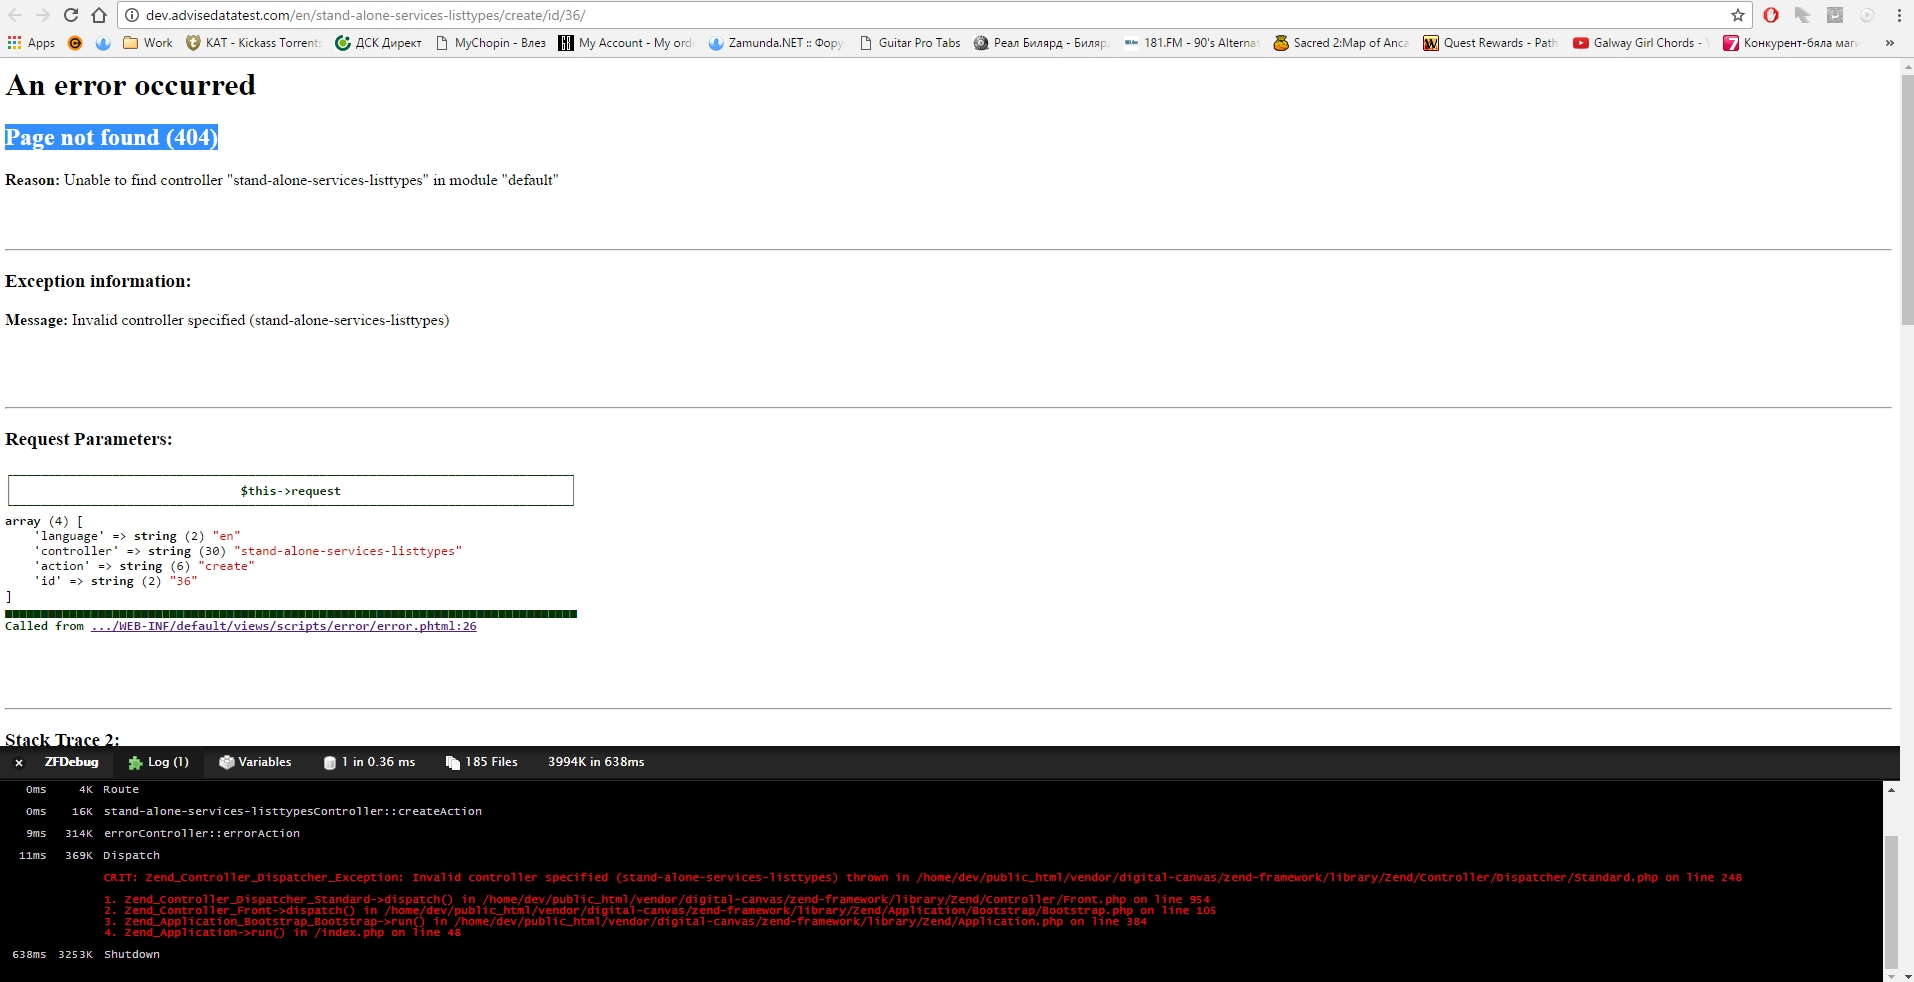 dev.advisedatatest.com/en/stand-alone-services-listtypes/create/id/36/
Apps Work KAT - Kickass Torrents ДСК Директ MyChopin - Влез My Account - My ord Zamunda.NET :: Фору Guitar Pro Tabs Реал Билярд - Биляр 181.FM - 90's Alternat Sacred 2:Map of Anca Quest Rewards - Path Galway Girl Chords - Конкурент-бяла маги »
An error occurred
Page not found (404)
Reason: Unable to find controller "stand-alone-services-listtypes" in module "default"
Exception information:
Message: Invalid controller specified (stand-alone-services-listtypes)
Request Parameters:
$this->request
array (4) [
'language' => string (2) "en"
'controller' => string (30) "stand-alone-services-listtypes"
'action' => string (6) "create"
'id' => string (2) "36"
]
Called from .../WEB-INF/default/views/scripts/error/error.phtml:26
Stack Trace 2:
x ZFDebug Log (1) Variables 1 in 0.36 ms 185 Files 3994K in 638ms
0ms 4K Route
0ms 16K stand-alone-services-listtypesController::createAction
9ms 314K errorController::errorAction
11ms 369K Dispatch
CRIT: Zend_Controller_Dispatcher_Exception: Invalid controller specified (stand-alone-services-listtypes) thrown in /home/dev/public_html/vendor/digital-canvas/zend-framework/library/Zend/Controller/Dispatcher/Standard.php on line 248
1. Zend_Controller_Dispatcher_Standard->dispatch() in /home/dev/public_html/vendor/digital-canvas/zend-framework/library/Zend/Controller/Front.php on line 954
2. Zend_Controller_Front->dispatch() in /home/dev/public_html/vendor/digital-canvas/zend-framework/library/Zend/Application/Bootstrap/Bootstrap.php on line 105
3. Zend_Application_Bootstrap_Bootstrap->run() in /home/dev/public_html/vendor/digital-canvas/zend-framework/library/Zend/Application.php on line 384
4. Zend_Application->run() in /index.php on line 48
638ms 3253K Shutdown